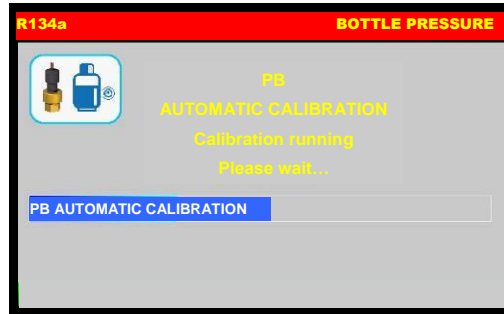 R134a BOTTLE PRESSURE
PB
AUTOMATIC CALIBRATION
Calibration running
Please wait...
PB AUTOMATIC CALIBRATION